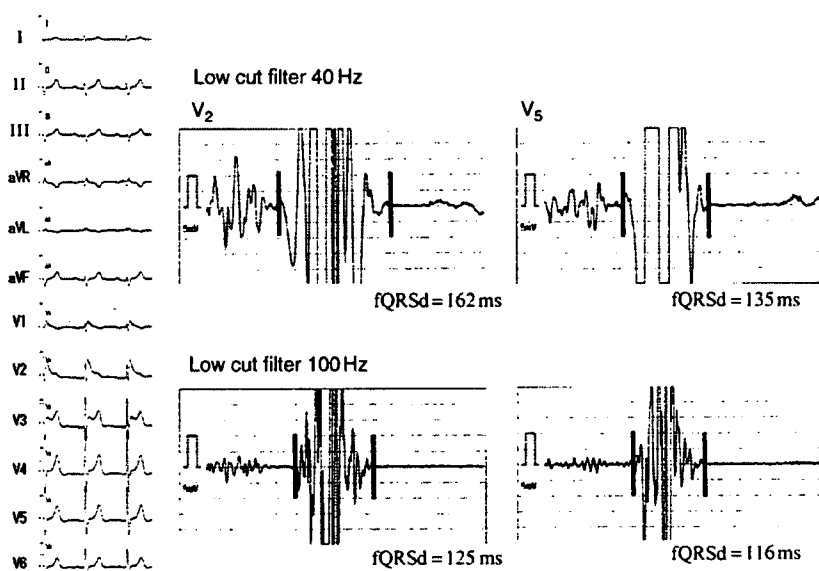 I
II
III
aVR
aVL
aVF
V1
V2
V3
V4
V5
V6
Low cut filter 40 Hz
V2
V5
fQRSd = 162 ms
fQRSd = 135 ms
Low cut filter 100 Hz
fQRSd = 125 ms
fQRSd = 116 ms